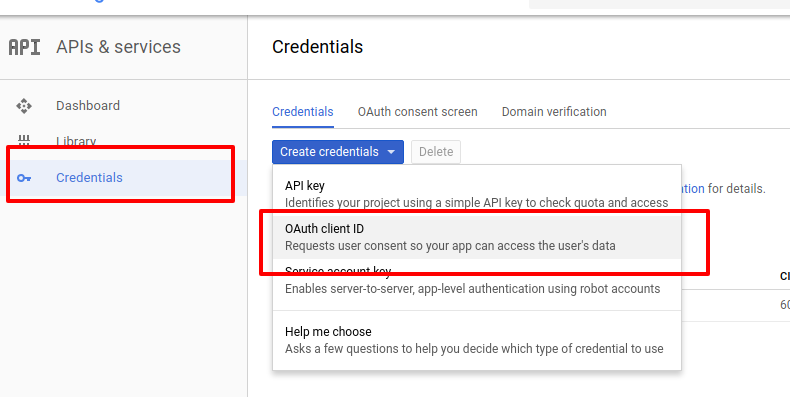 API APIs & services
Credentials
Dashboard
Library
Credentials
Credentials OAuth consent screen Domain verification
Create credentials Delete
API key
Identifies your project using a simple API key to check quota and access
for details.
OAuth client ID
Requests user consent so your app can access the user's data
Service account key
Enables server-to-server, app-level authentication using robot accounts
Help me choose
Asks a few questions to help you decide which type of credential to use